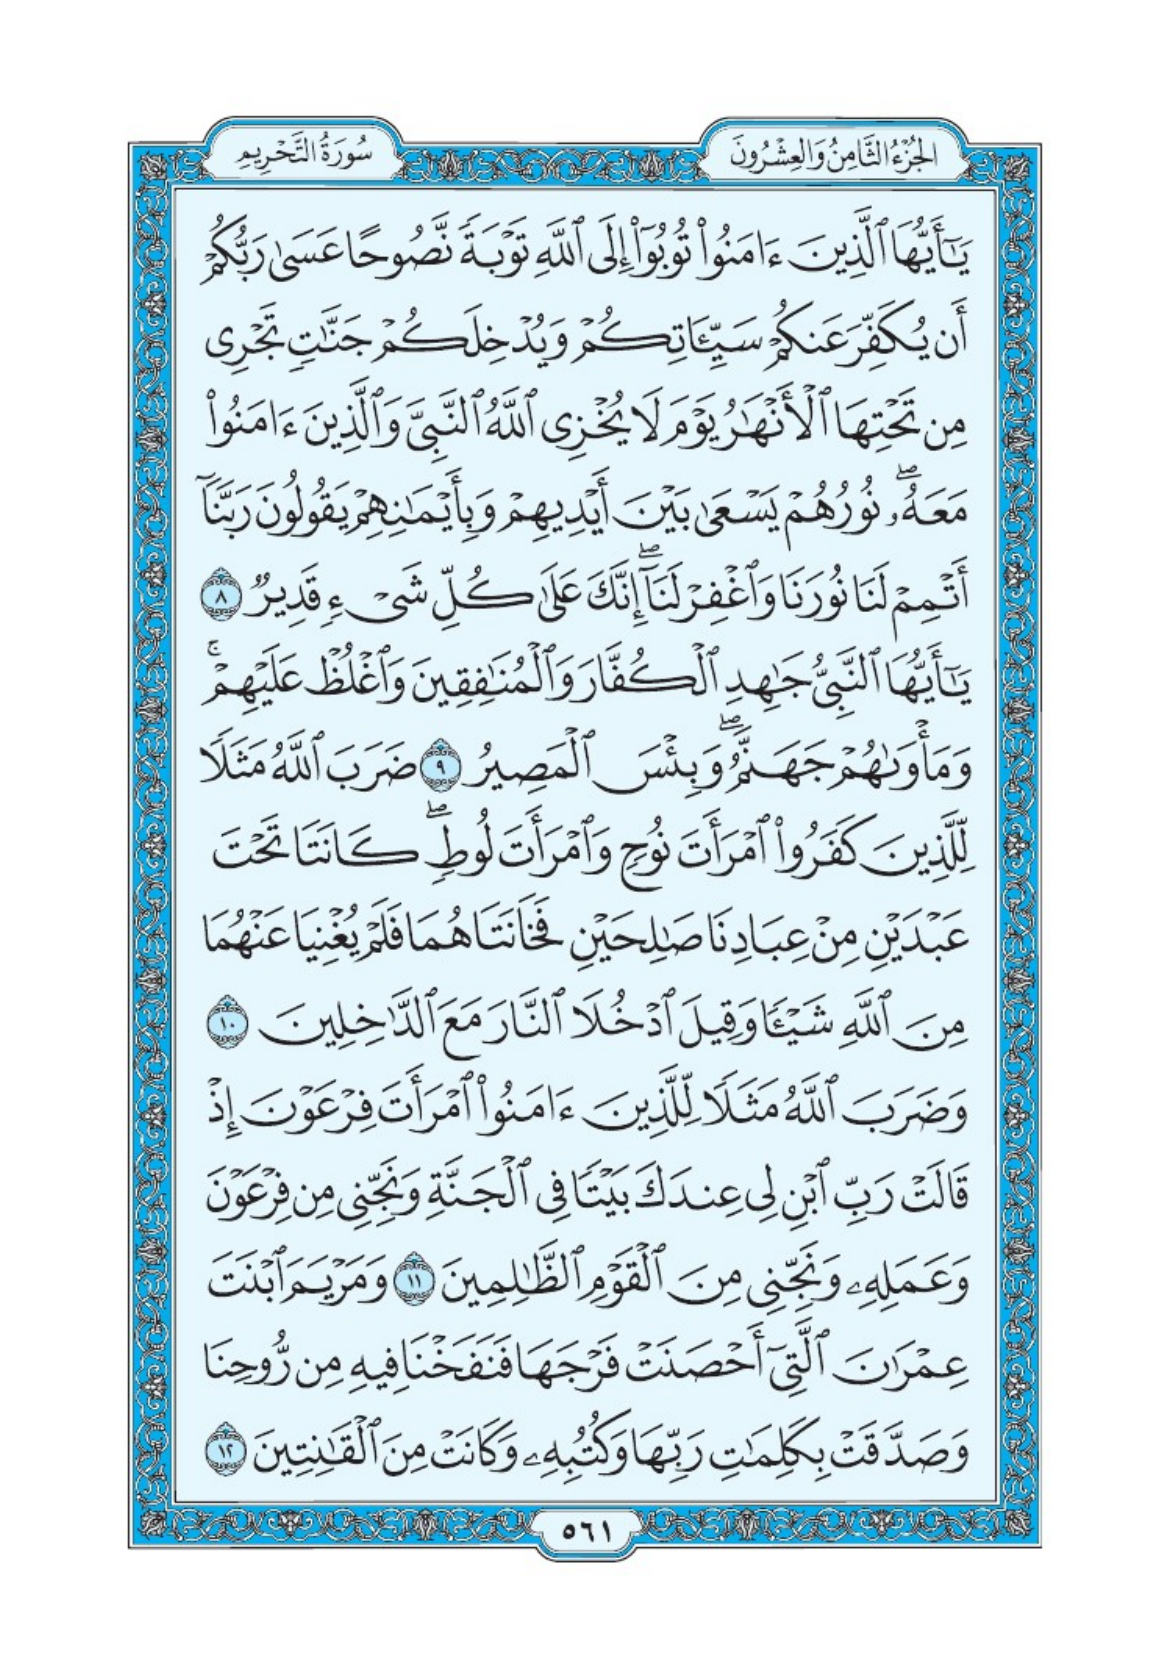 الجُزْءُ الثَّامِنُ وَالعِشْرُونَ
سُورَةُ التَّحْرِيمِ
يَٰٓأَيُّهَا ٱلَّذِينَ ءَامَنُوا۟ تُوبُوٓا۟ إِلَى ٱللَّهِ تَوْبَةً نَّصُوحًا عَسَىٰ رَبُّكُمْ
أَن يُكَفِّرَ عَنكُمْ سَيِّـَٔاتِكُمْ وَيُدْخِلَكُمْ جَنَّٰتٍ تَجْرِى
مِن تَحْتِهَا ٱلْأَنْهَٰرُ يَوْمَ لَا يُخْزِى ٱللَّهُ ٱلنَّبِىَّ وَٱلَّذِينَ ءَامَنُوا۟
مَعَهُۥ ۖ نُورُهُمْ يَسْعَىٰ بَيْنَ أَيْدِيهِمْ وَبِأَيْمَٰنِهِمْ يَقُولُونَ رَبَّنَآ
أَتْمِمْ لَنَا نُورَنَا وَٱغْفِرْ لَنَآ ۖ إِنَّكَ عَلَىٰ كُلِّ شَىْءٍ قَدِيرٌ ٨
يَٰٓأَيُّهَا ٱلنَّبِىُّ جَٰهِدِ ٱلْكُفَّارَ وَٱلْمُنَٰفِقِينَ وَٱغْلُظْ عَلَيْهِمْ ۚ
وَمَأْوَىٰهُمْ جَهَنَّمُ ۖ وَبِئْسَ ٱلْمَصِيرُ ٩ ضَرَبَ ٱللَّهُ مَثَلًا
لِّلَّذِينَ كَفَرُوا۟ ٱمْرَأَتَ نُوحٍ وَٱمْرَأَتَ لُوطٍ ۖ كَانَتَا تَحْتَ
عَبْدَيْنِ مِنْ عِبَادِنَا صَٰلِحَيْنِ فَخَانَتَاهُمَا فَلَمْ يُغْنِيَا عَنْهُمَا
مِنَ ٱللَّهِ شَيْـًٔا وَقِيلَ ٱدْخُلَا ٱلنَّارَ مَعَ ٱلدَّٰخِلِينَ ١٠
وَضَرَبَ ٱللَّهُ مَثَلًا لِّلَّذِينَ ءَامَنُوا۟ ٱمْرَأَتَ فِرْعَوْنَ إِذْ
قَالَتْ رَبِّ ٱبْنِ لِى عِندَكَ بَيْتًا فِى ٱلْجَنَّةِ وَنَجِّنِى مِن فِرْعَوْنَ
وَعَمَلِهِۦ وَنَجِّنِى مِنَ ٱلْقَوْمِ ٱلظَّٰلِمِينَ ١١ وَمَرْيَمَ ٱبْنَتَ
عِمْرَٰنَ ٱلَّتِىٓ أَحْصَنَتْ فَرْجَهَا فَنَفَخْنَا فِيهِ مِن رُّوحِنَا
وَصَدَّقَتْ بِكَلِمَٰتِ رَبِّهَا وَكُتُبِهِۦ وَكَانَتْ مِنَ ٱلْقَٰنِتِينَ ١٢
٥٦١